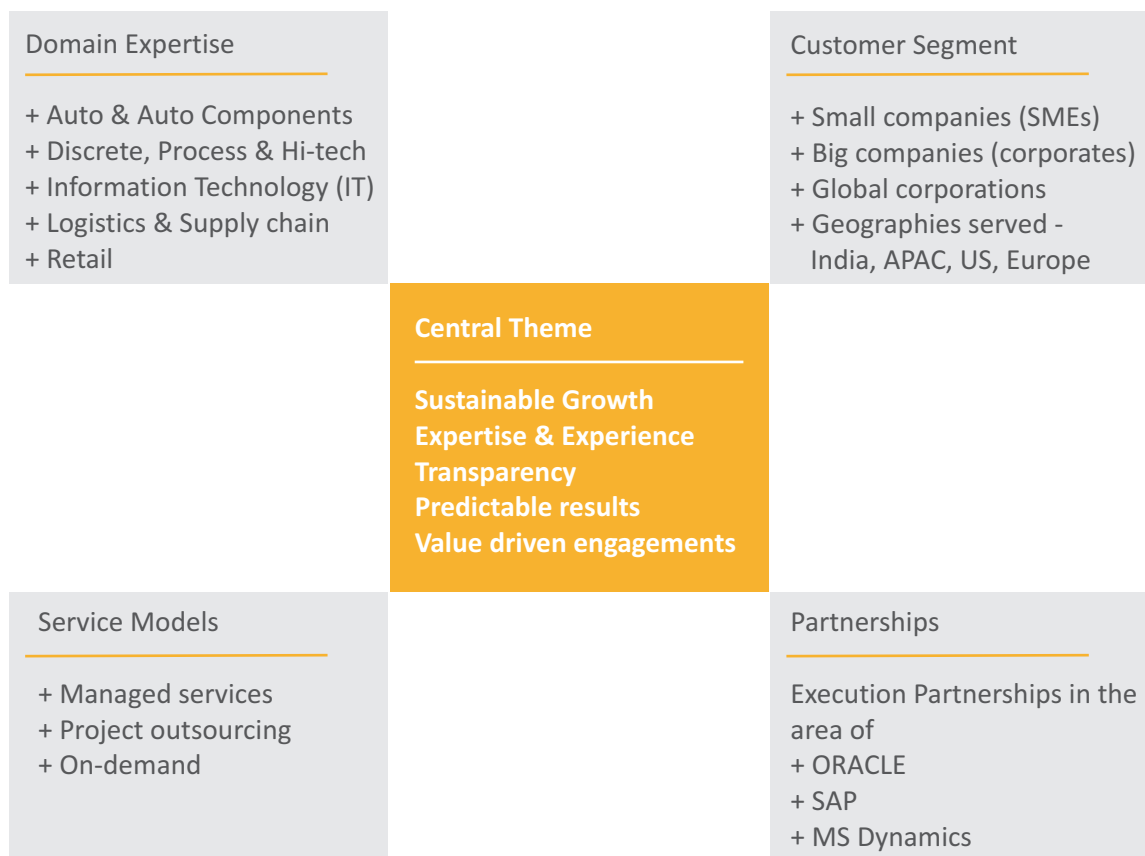 Domain Expertise
+ Auto & Auto Components
+ Discrete, Process & Hi-tech
+ Information Technology (IT)
+ Logistics & Supply chain
+ Retail
Customer Segment
+ Small companies (SMEs)
+ Big companies (corporates)
+ Global corporations
+ Geographies served -
India, APAC, US, Europe
Central Theme
Sustainable Growth
Expertise & Experience
Transparency
Predictable results
Value driven engagements
Service Models
+ Managed services
+ Project outsourcing
+ On-demand
Partnerships
Execution Partnerships in the
area of
+ ORACLE
+ SAP
+ MS Dynamics